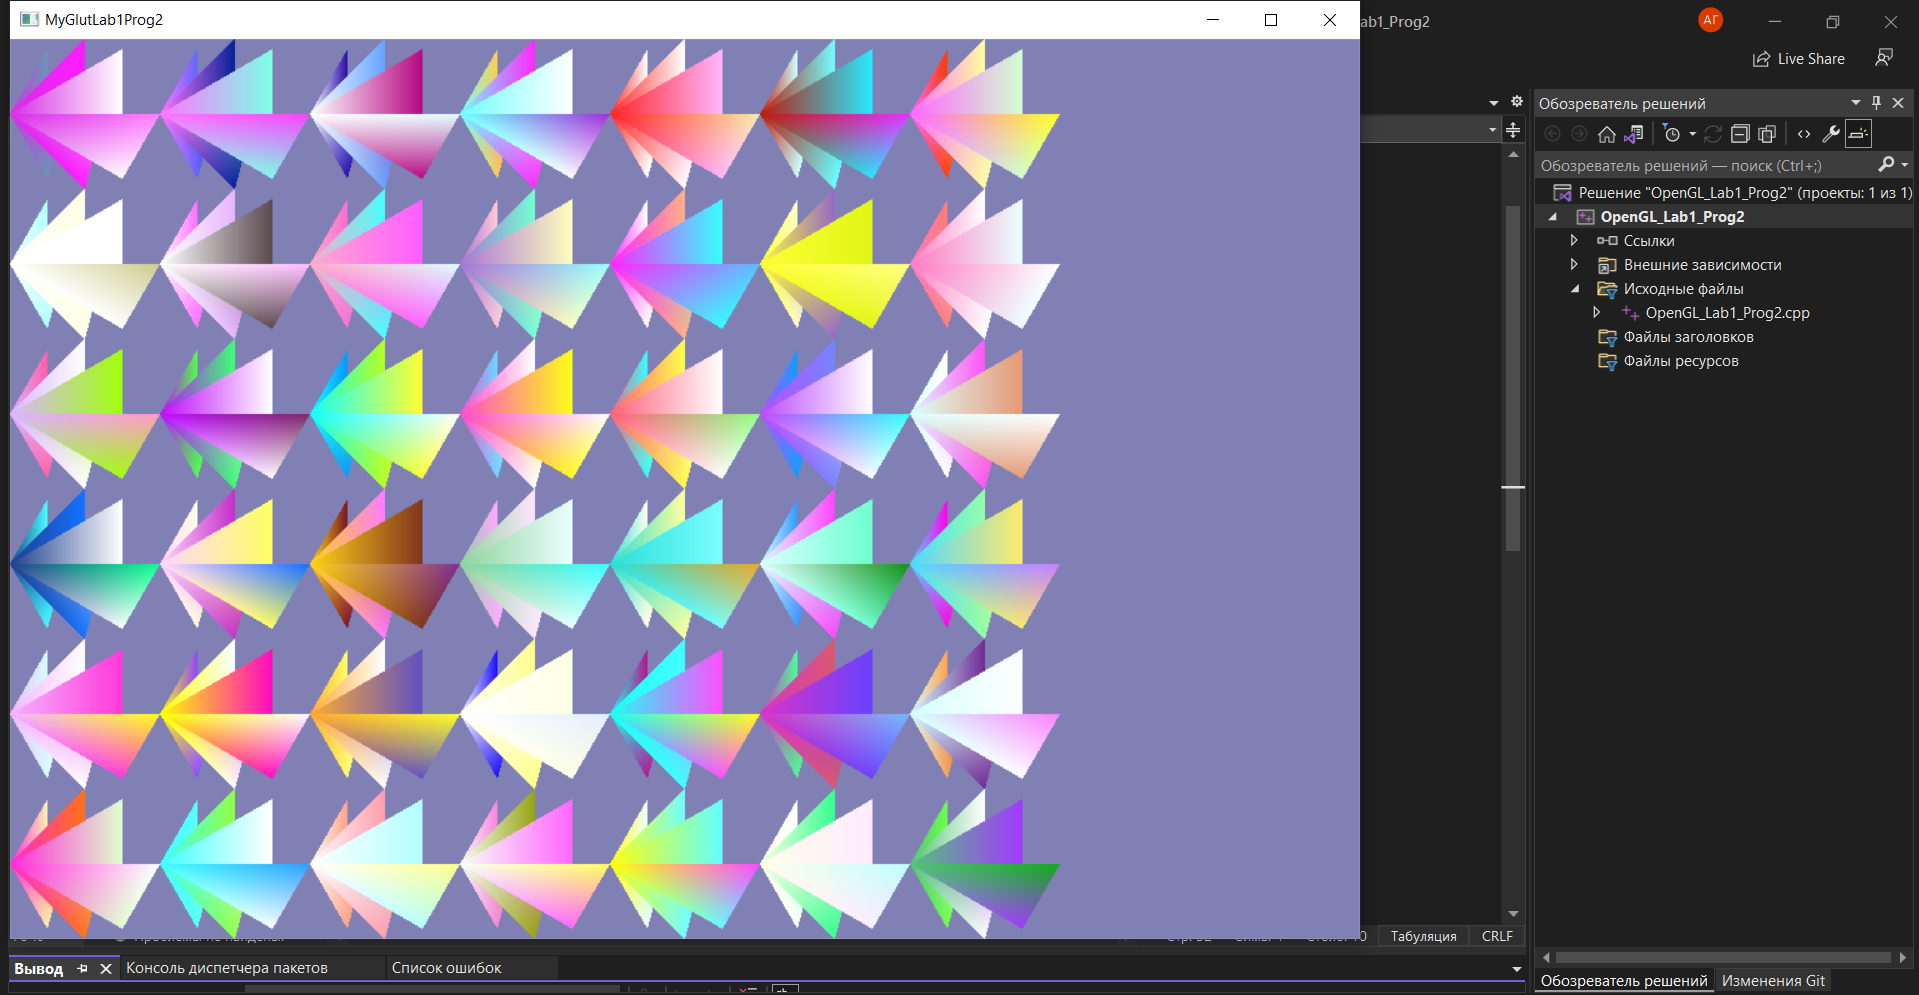 MyGlutLab1Prog2
ab1_Prog2
АГ
Live Share
Обозреватель решений
Обозреватель решений — поиск (Ctrl+;)
Решение "OpenGL_Lab1_Prog2" (проекты: 1 из 1)
OpenGL_Lab1_Prog2
Ссылки
Внешние зависимости
Исходные файлы
OpenGL_Lab1_Prog2.cpp
Файлы заголовков
Файлы ресурсов
Табуляция
CRLF
Вывод
Консоль диспетчера пакетов
Список ошибок
Обозреватель решений
Изменения Git